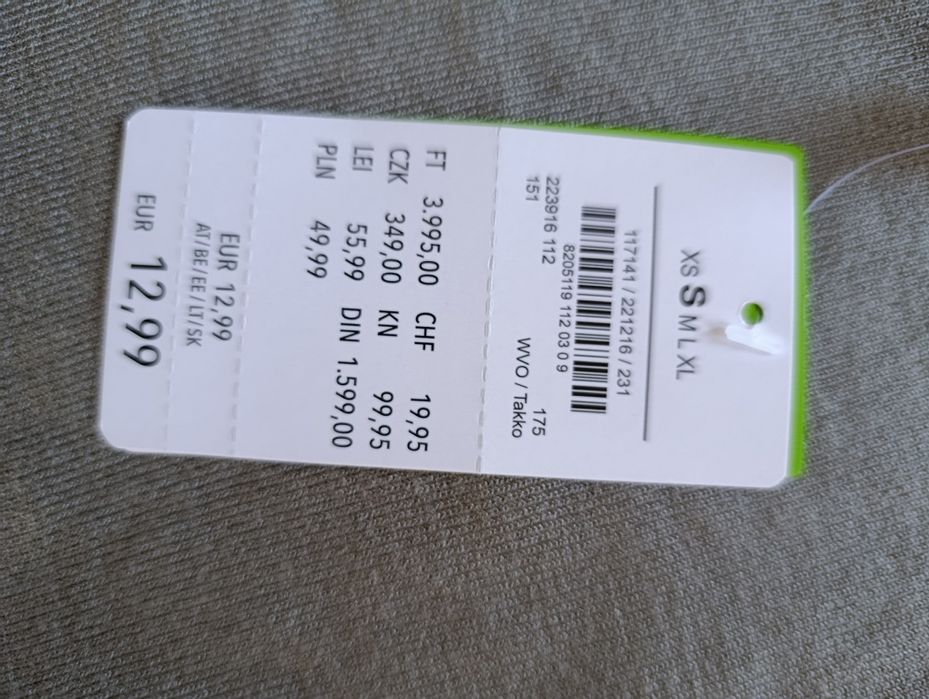 XS S M L XL
117141 / 221216 / 231
8205119 112 03 0 9
223916 112 175
151 WVO / Takko
FT 3.995,00 CHF 19,95
CZK 349,00 KN 99,95
LEI 55,99 DIN 1.599,00
PLN 49,99
EUR 12,99
AT/BE/EE/LT/SK
EUR 12,99